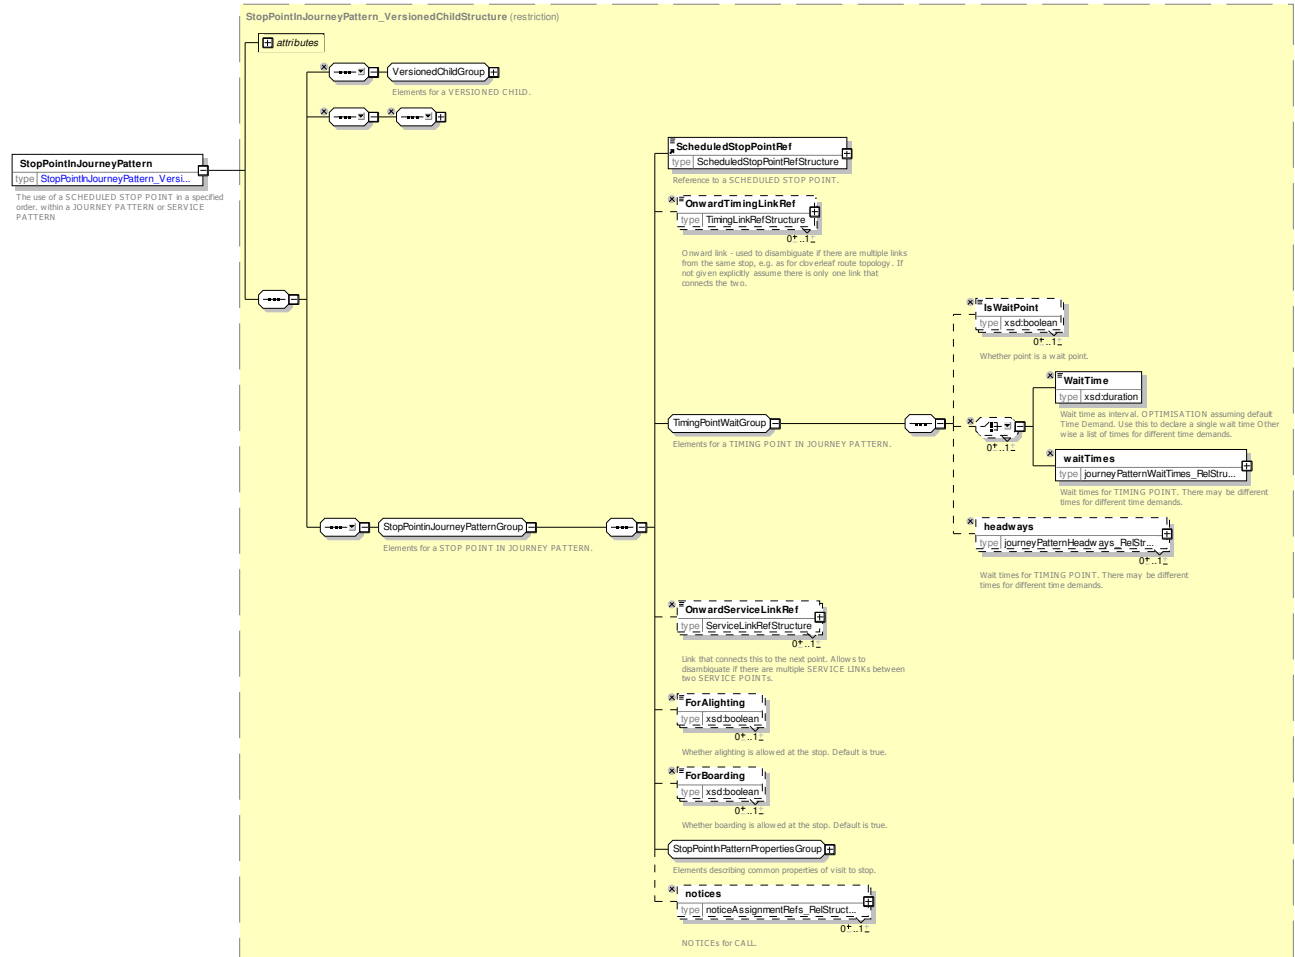 StopPointInJourneyPattern_VersionedChildStructure (restriction)
attributes
VersionedChildGroup
Elements for a VERSIONED CHILD.
StopPointInJourneyPattern
type StopPointInJourneyPattern_Versi...
The use of a SCHEDULED STOP POINT in a specified
order. within a JOURNEY PATTERN or SERVICE
PATTERN
ScheduledStopPointRef
type ScheduledStopPointRefStructure
Reference to a SCHEDULED STOP POINT.
OnwardTimingLinkRef
type TimingLinkRefStructure
0..1
Onward link - used to disambiguate if there are multiple links
from the same stop, e.g. as for cloverleaf route topology. If
not given explicitly assume there is only one link that
connects the two.
IsWaitPoint
type xsd:boolean
0..1
Whether point is a wait point.
WaitTime
type xsd:duration
Wait time as interval. OPTIMISATION assuming default
Time Demand. Use this to declare a single wait time Other
wise a list of times for different time demands.
TimingPointWaitGroup
Elements for a TIMING POINT IN JOURNEY PATTERN.
0..1
waitTimes
type journeyPatternWaitTimes_RelStru...
Wait times for TIMING POINT. There may be different
times for different time demands.
headways
type journeyPatternHeadways_RelStr...
0..1
Wait times for TIMING POINT. There may be different
times for different time demands.
StopPointinJourneyPatternGroup
Elements for a STOP POINT IN JOURNEY PATTERN.
OnwardServiceLinkRef
type ServiceLinkRefStructure
0..1
Link that connects this to the next point. Allows to
disambiguate if there are multiple SERVICE LINKs between
two SERVICE POINTs.
ForAlighting
type xsd:boolean
0..1
Whether alighting is allowed at the stop. Default is true.
ForBoarding
type xsd:boolean
0..1
Whether boarding is allowed at the stop. Default is true.
StopPointInPatternPropertiesGroup
Elements describing common properties of visit to stop.
notices
type noticeAssignmentRefs_RelStruct...
0..1
NOTICEs for CALL.